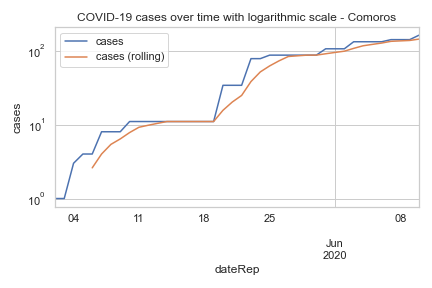 COVID-19 cases over time with logarithmic scale - Comoros
cases
cases (rolling)
10²
10¹
10⁰
cases
04 11 18 25 08
Jun
2020
dateRep